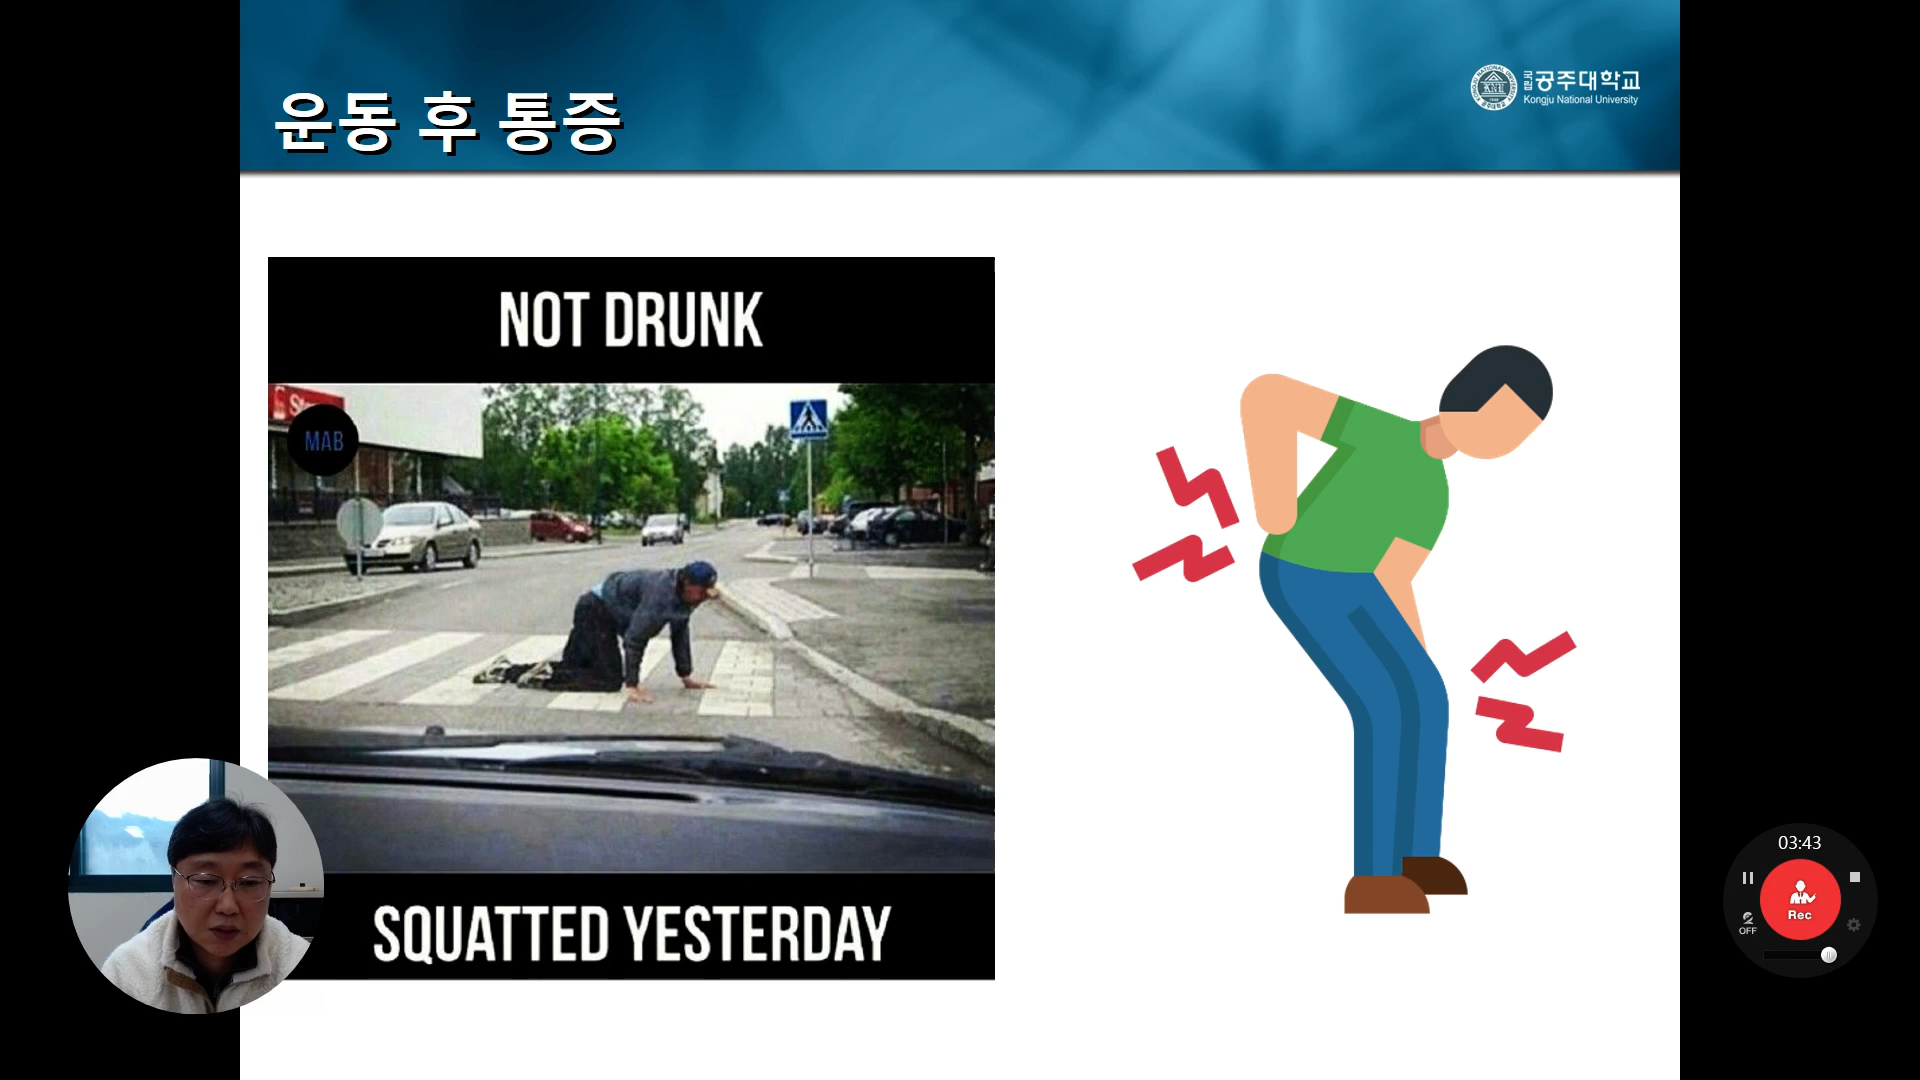 운동 후 통증
국립공주대학교
Kongju National University
NOT DRUNK
MAB
SQUATTED YESTERDAY
03:43
Rec
OFF